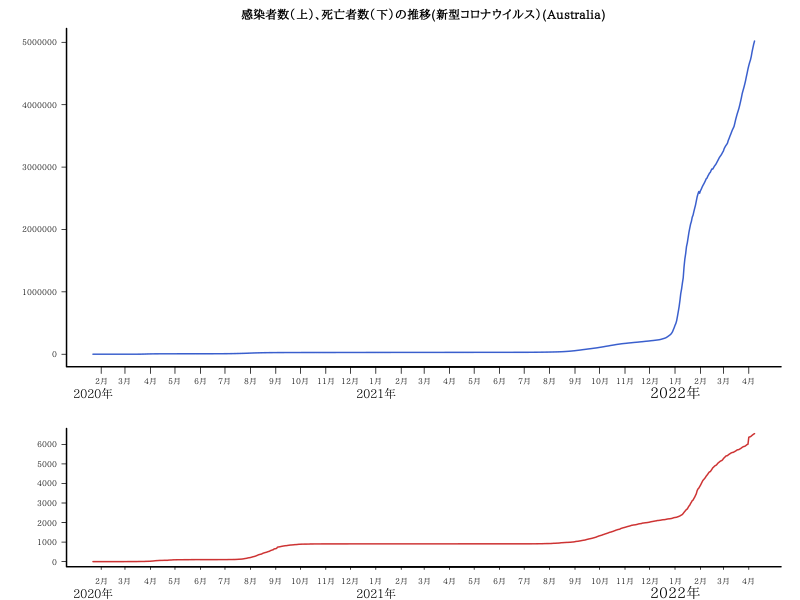 感染者数（上）、死亡者数（下）の推移(新型コロナウイルス）(Australia)
5000000
4000000
3000000
2000000
1000000
0
2月 3月 4月 5月 6月 7月 8月 9月 10月 11月 12月 1月 2月 3月 4月 5月 6月 7月 8月 9月 10月 11月 12月 1月 2月 3月 4月
2020年 2021年 2022年
6000
5000
4000
3000
2000
1000
0
2月 3月 4月 5月 6月 7月 8月 9月 10月 11月 12月 1月 2月 3月 4月 5月 6月 7月 8月 9月 10月 11月 12月 1月 2月 3月 4月
2020年 2021年 2022年